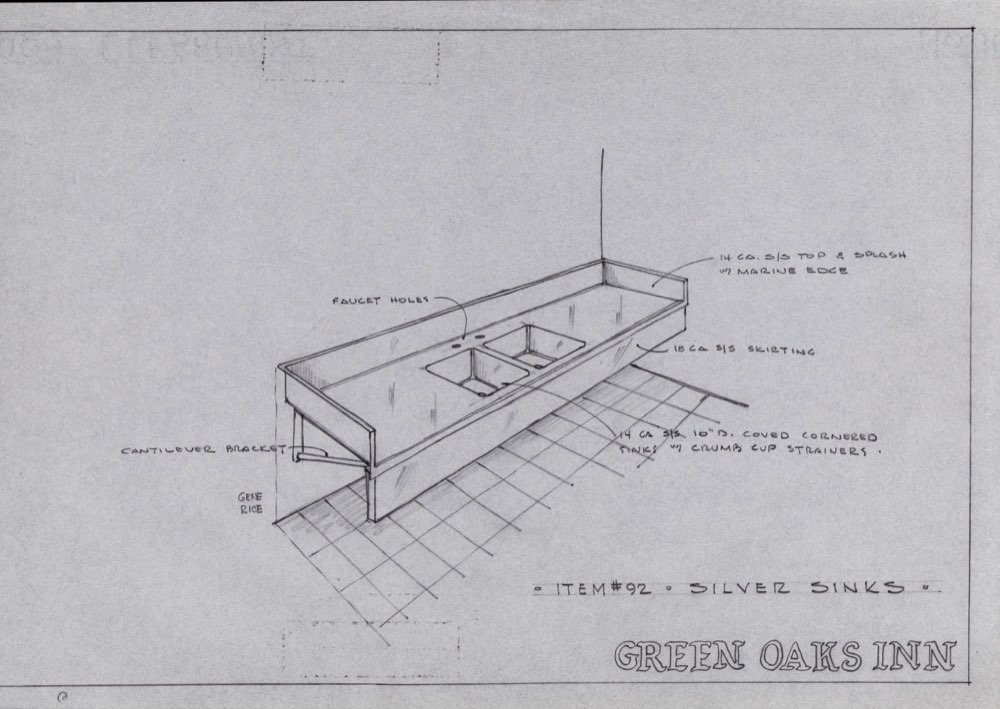 14 GA. S/S TOP & SPLASH
W/ MARINE EDGE
FAUCET HOLES
18 GA S/S SKIRTING
14 GA S/S 10" D. COVED CORNERED
SINKS W/ CRUMB CUP STRAINERS.
CANTILEVER BRACKET
GENE
RICE
• ITEM #92 • SILVER SINKS •
GREEN OAKS INN